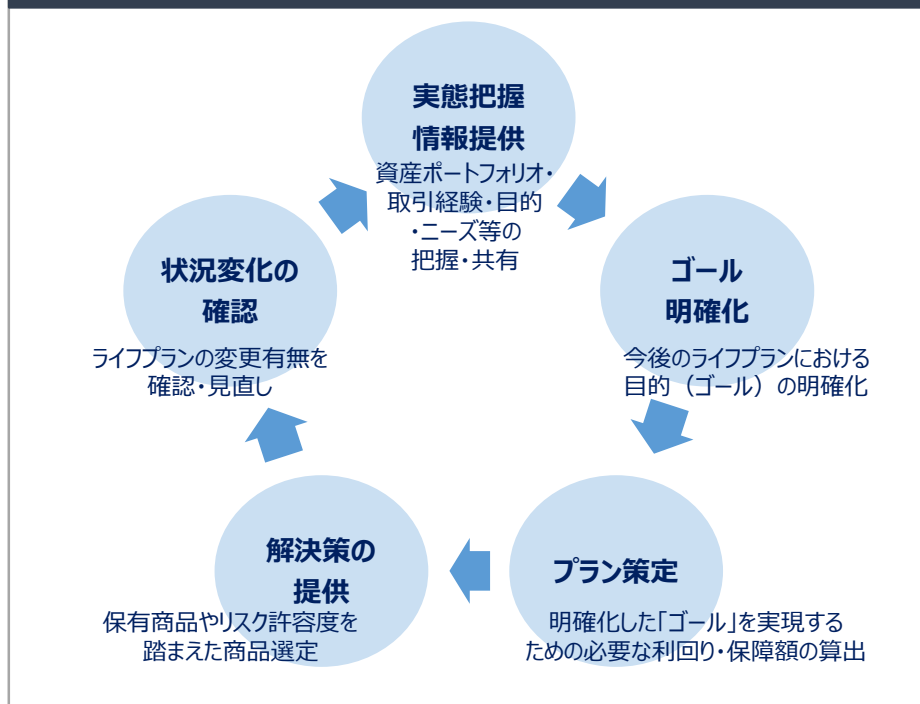 実態把握
情報提供
資産ポートフォリオ・
取引経験・目的
・ニーズ等の
把握・共有
ゴール
明確化
今後のライフプランにおける
目的（ゴール）の明確化
プラン策定
明確化した「ゴール」を実現する
ための必要な利回り・保障額の算出
解決策の
提供
保有商品やリスク許容度を
踏まえた商品選定
状況変化の
確認
ライフプランの変更有無を
確認・見直し